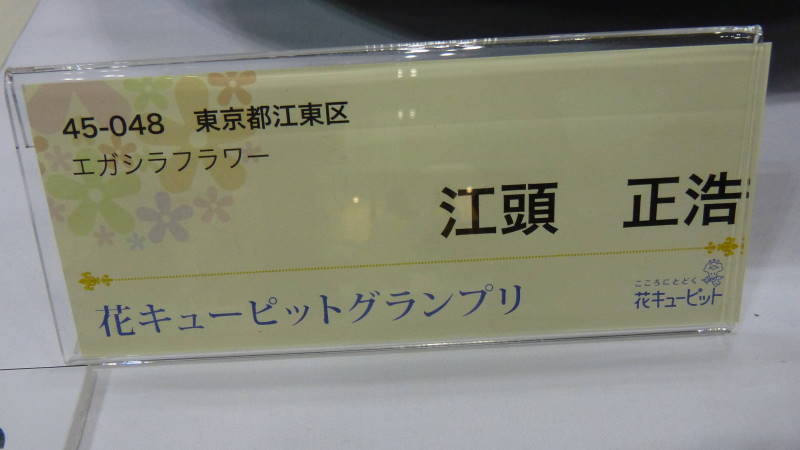 45-048 東京都江東区
エガシラフラワー
江頭 正浩
花キューピットグランプリ
こころにとどく
花キューピット